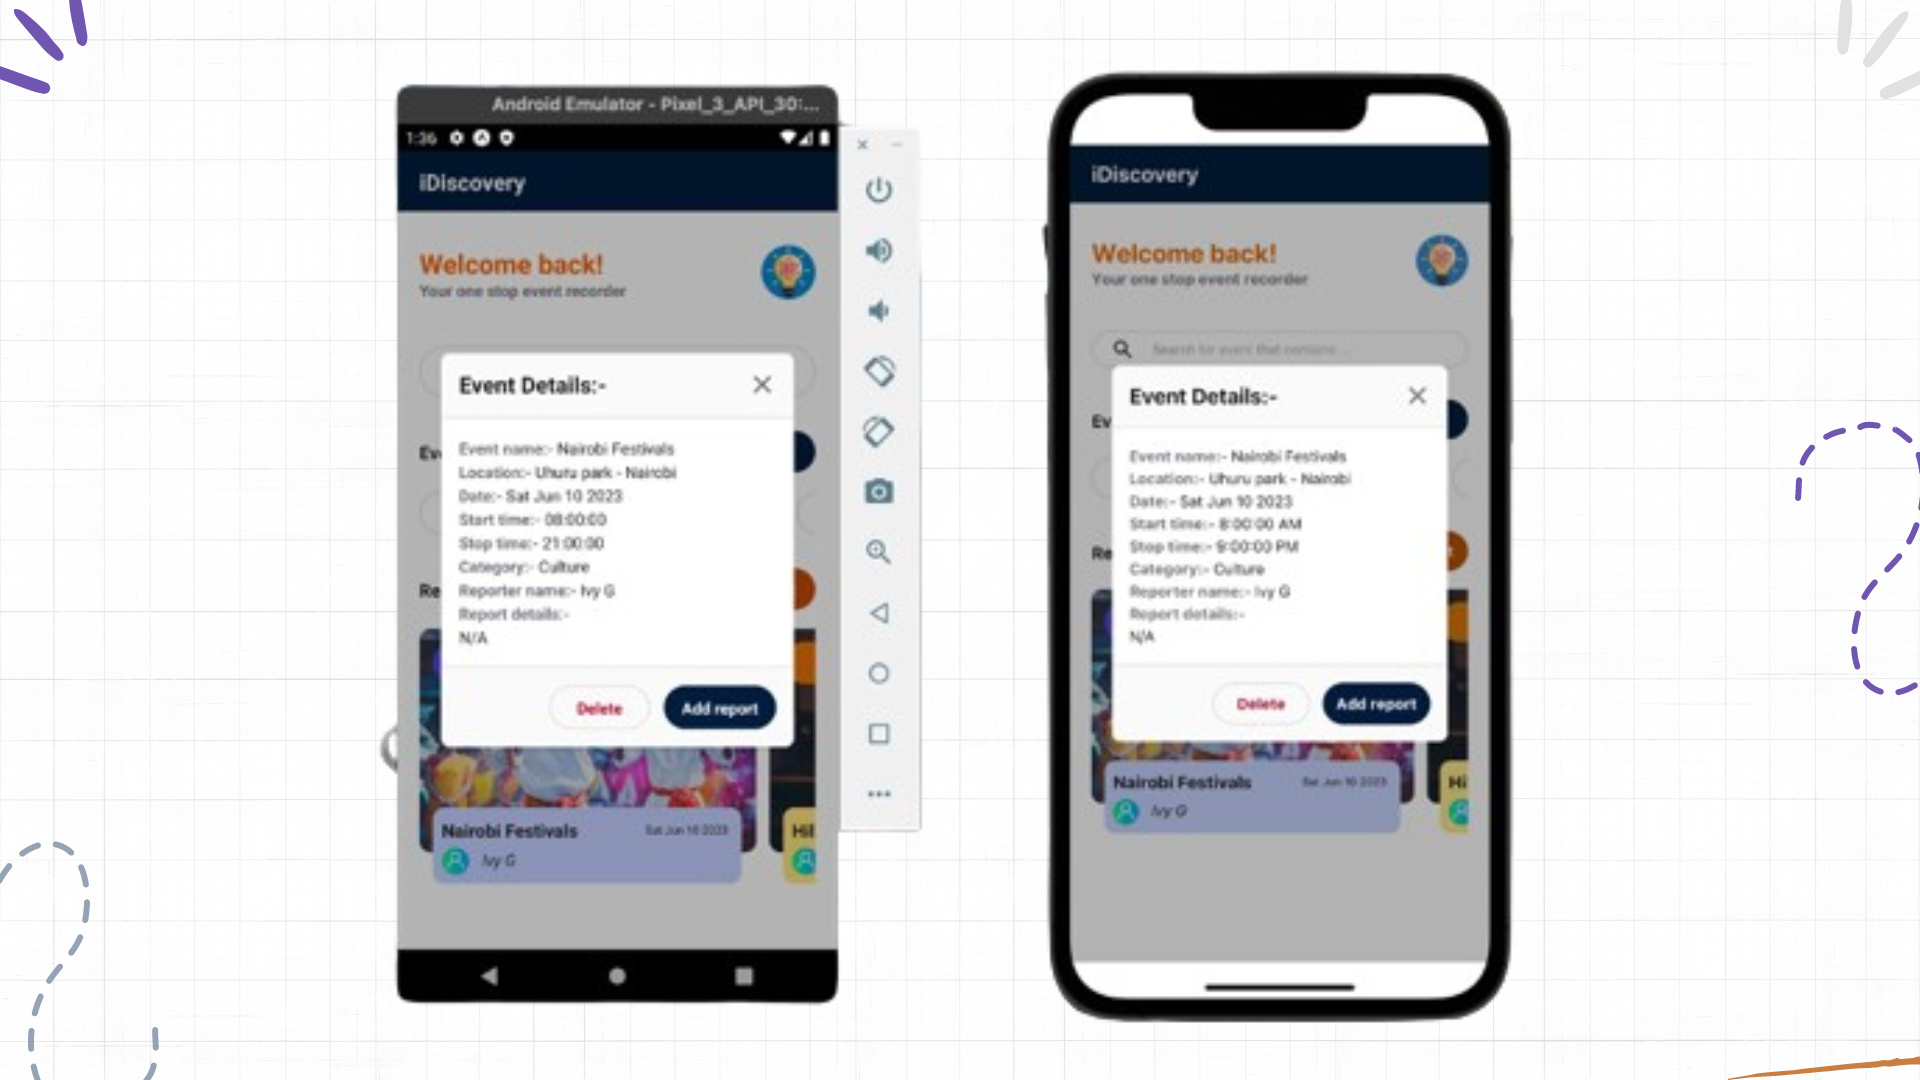 Android Emulator - Pixel_3_API_30:...
1:36
iDiscovery
Welcome back!
Your one stop event recorder
Ev
Re
Event Details:-
Event name:- Nairobi Festivals
Location:- Uhuru park - Nairobi
Date:- Sat Jun 10 2023
Start time:- 08:00:00
Stop time:- 21:00:00
Category:- Culture
Reporter name:- Ivy G
Report details:-
N/A
Delete
Add report
Nairobi Festivals
Sat Jun 10 2023
Ivy G
Hil
iDiscovery
Welcome back!
Your one stop event recorder
Search for event that contains ...
Ev
Re
t
Event Details:-
Event name:- Nairobi Festivals
Location:- Uhuru park - Nairobi
Date:- Sat Jun 10 2023
Start time:- 8:00:00 AM
Stop time:- 9:00:00 PM
Category:- Culture
Reporter name:- Ivy G
Report details:-
N/A
Delete
Add report
Nairobi Festivals
Sat Jun 10 2023
Ivy G
Hi